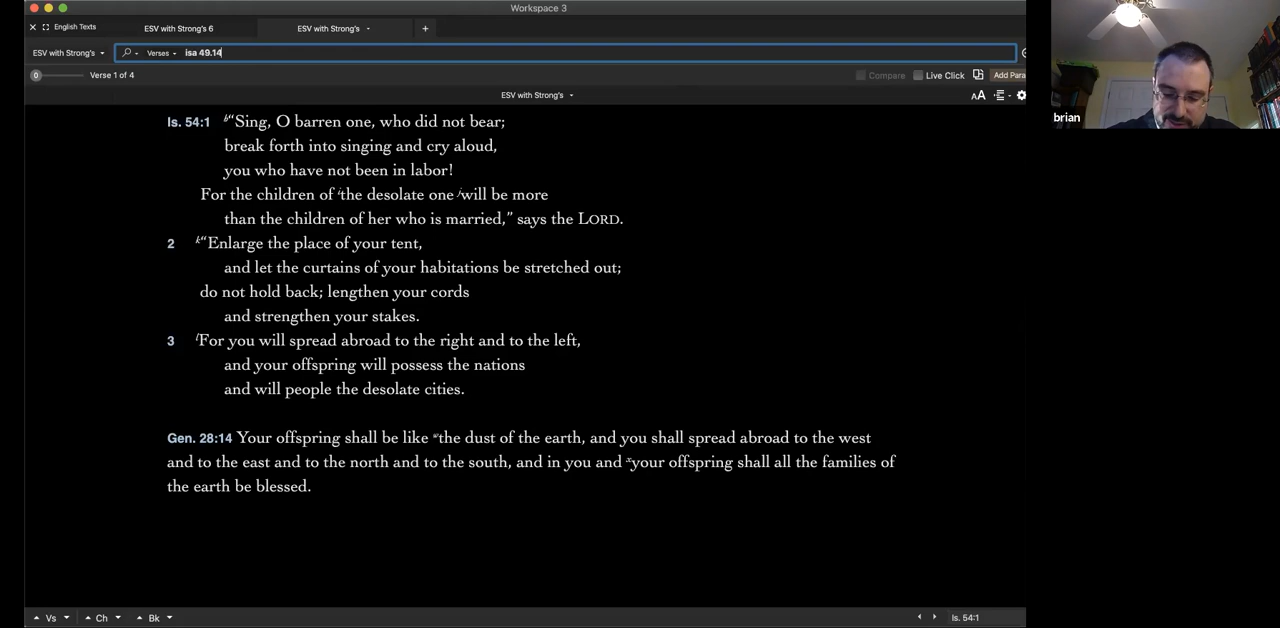 Workspace 3
English Texts
ESV with Strong's 6
ESV with Strong's
+
ESV with Strong's
Verses
isa 49.14
0
Verse 1 of 4
Compare
Live Click
Add Para
ESV with Strong's
AA
Is. 54:1 “Sing, O barren one, who did not bear;
break forth into singing and cry aloud,
you who have not been in labor!
For the children of the desolate one will be more
than the children of her who is married,” says the LORD.
2 k“Enlarge the place of your tent,
and let the curtains of your habitations be stretched out;
do not hold back; lengthen your cords
and strengthen your stakes.
3 For you will spread abroad to the right and to the left,
and your offspring will possess the nations
and will people the desolate cities.
Gen. 28:14 Your offspring shall be like the dust of the earth, and you shall spread abroad to the west
and to the east and to the north and to the south, and in you and your offspring shall all the families of
the earth be blessed.
brian
Vs
Ch
Bk
Is. 54:1